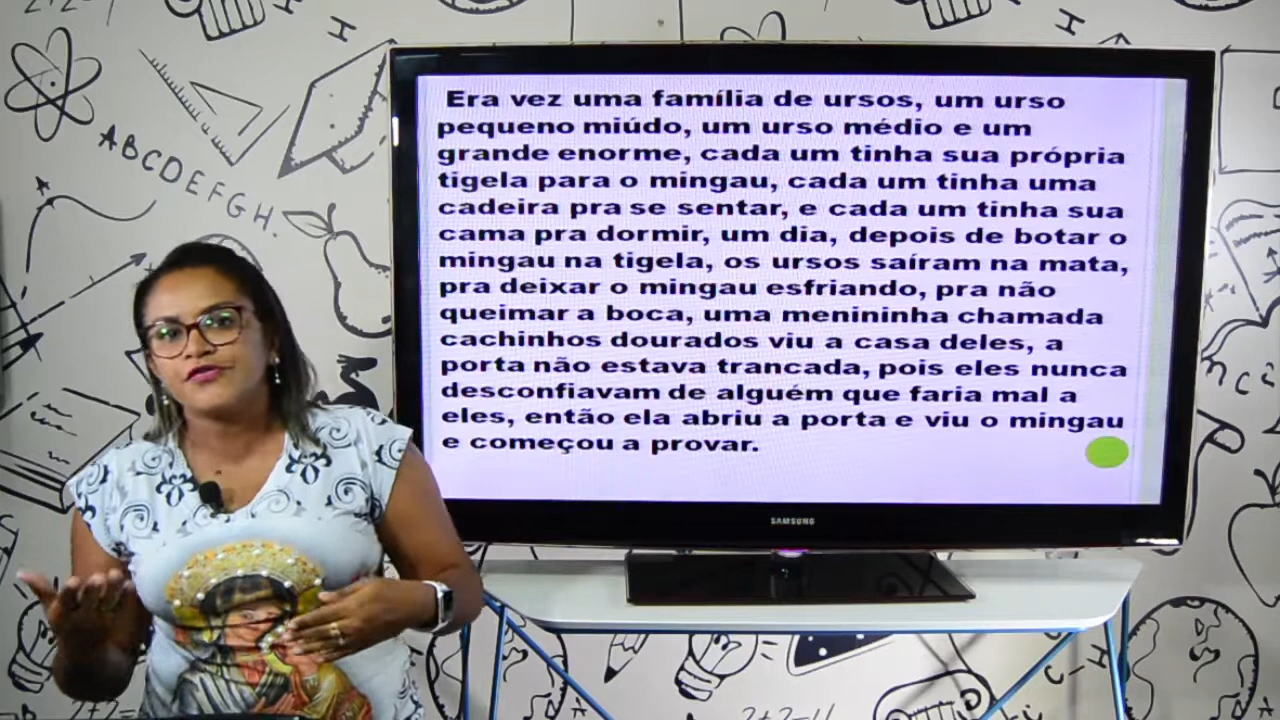 2+2=
H
H
ABCDEFGH.
Era vez uma família de ursos, um urso
pequeno miúdo, um urso médio e um
grande enorme, cada um tinha sua própria
tigela para o mingau, cada um tinha uma
cadeira pra se sentar, e cada um tinha sua
cama pra dormir, um dia, depois de botar o
mingau na tigela, os ursos saíram na mata,
pra deixar o mingau esfriando, pra não
queimar a boca, uma menininha chamada
cachinhos dourados viu a casa deles, a
porta não estava trancada, pois eles nunca
desconfiavam de alguém que faria mal a
eles, então ela abriu a porta e viu o mingau
e começou a provar.
SAMSUNG
C-H
2+2=